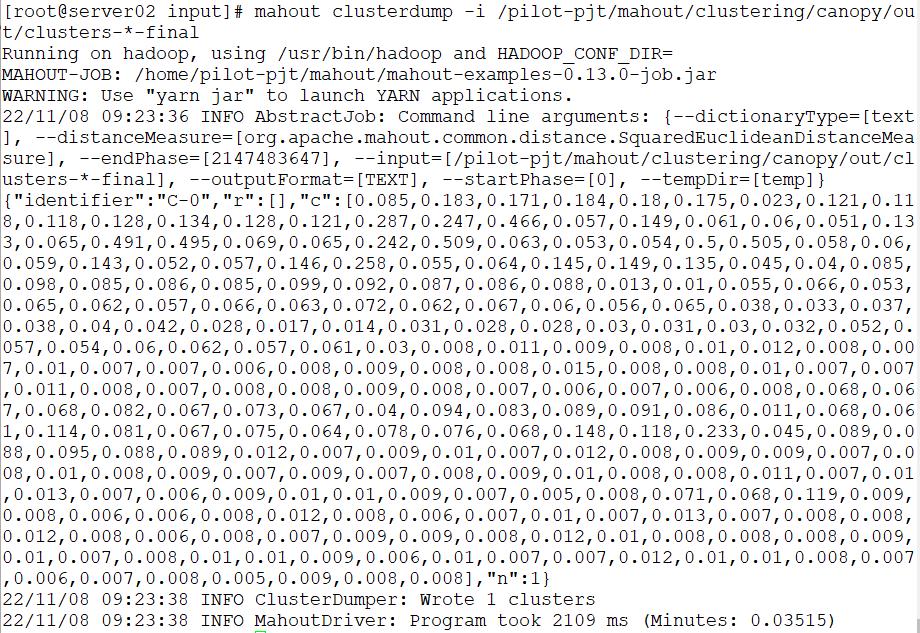 [root@server02 input]# mahout clusterdump -i /pilot-pjt/mahout/clustering/canopy/ou
t/clusters-*-final
Running on hadoop, using /usr/bin/hadoop and HADOOP_CONF_DIR=
MAHOUT-JOB: /home/pilot-pjt/mahout/mahout-examples-0.13.0-job.jar
WARNING: Use "yarn jar" to launch YARN applications.
22/11/08 09:23:36 INFO AbstractJob: Command line arguments: {--dictionaryType=[text
], --distanceMeasure=[org.apache.mahout.common.distance.SquaredEuclideanDistanceMea
sure], --endPhase=[2147483647], --input=[/pilot-pjt/mahout/clustering/canopy/out/cl
usters-*-final], --outputFormat=[TEXT], --startPhase=[0], --tempDir=[temp]}
{"identifier":"C-0","r":[],"c":[0.085,0.183,0.171,0.184,0.18,0.175,0.023,0.121,0.11
8,0.118,0.128,0.134,0.128,0.121,0.287,0.247,0.466,0.057,0.149,0.061,0.06,0.051,0.13
3,0.065,0.491,0.495,0.069,0.065,0.242,0.509,0.063,0.053,0.054,0.5,0.505,0.058,0.06,
0.059,0.143,0.052,0.057,0.146,0.258,0.055,0.064,0.145,0.149,0.135,0.045,0.04,0.085,
0.098,0.085,0.086,0.085,0.099,0.092,0.087,0.086,0.088,0.013,0.01,0.055,0.066,0.053,
0.065,0.062,0.057,0.066,0.063,0.072,0.062,0.067,0.06,0.056,0.065,0.038,0.033,0.037,
0.038,0.04,0.042,0.028,0.017,0.014,0.031,0.028,0.028,0.03,0.031,0.03,0.032,0.052,0.
057,0.054,0.06,0.062,0.057,0.061,0.03,0.008,0.011,0.009,0.008,0.01,0.012,0.008,0.00
7,0.01,0.007,0.007,0.006,0.008,0.009,0.008,0.008,0.015,0.008,0.008,0.01,0.007,0.007
,0.011,0.008,0.007,0.008,0.008,0.009,0.008,0.007,0.006,0.007,0.006,0.008,0.068,0.06
7,0.068,0.082,0.067,0.073,0.067,0.04,0.094,0.083,0.089,0.091,0.086,0.011,0.068,0.06
1,0.114,0.081,0.067,0.075,0.064,0.078,0.076,0.068,0.148,0.118,0.233,0.045,0.089,0.0
88,0.095,0.088,0.089,0.012,0.007,0.009,0.01,0.007,0.012,0.008,0.009,0.009,0.007,0.0
08,0.01,0.008,0.009,0.007,0.009,0.007,0.008,0.009,0.01,0.008,0.008,0.011,0.007,0.01
,0.013,0.007,0.006,0.009,0.01,0.01,0.009,0.007,0.005,0.008,0.071,0.068,0.119,0.009,
0.008,0.006,0.006,0.008,0.012,0.008,0.006,0.007,0.01,0.007,0.013,0.007,0.008,0.008,
0.012,0.008,0.006,0.008,0.007,0.009,0.009,0.008,0.012,0.01,0.008,0.008,0.008,0.009,
0.01,0.007,0.008,0.01,0.01,0.009,0.006,0.01,0.007,0.007,0.012,0.01,0.01,0.008,0.007
,0.006,0.007,0.008,0.005,0.009,0.008,0.008],"n":1}
22/11/08 09:23:38 INFO ClusterDumper: Wrote 1 clusters
22/11/08 09:23:38 INFO MahoutDriver: Program took 2109 ms (Minutes: 0.03515)